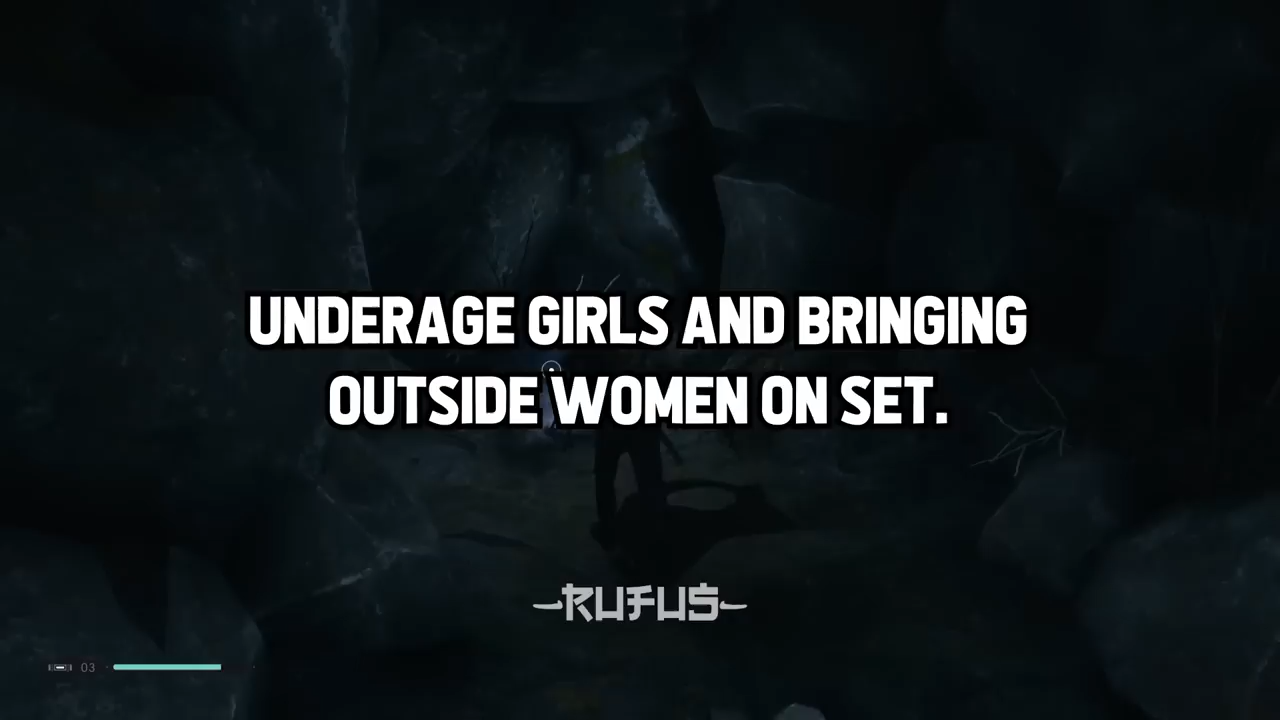 UNDERAGE GIRLS AND BRINGING
OUTSIDE WOMEN ON SET.
RUFUS
03